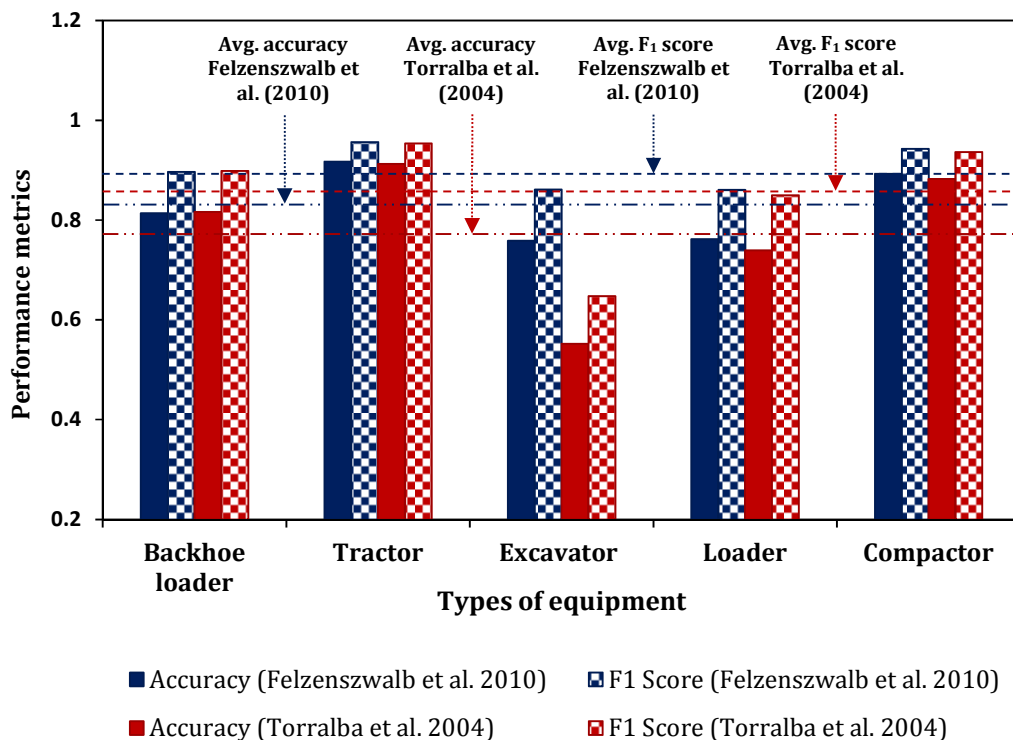 1.2
1
0.8
0.6
0.4
0.2
Performance metrics
Avg. accuracy
Felzenszwalb et
al. (2010)
Avg. accuracy
Torralba et al.
(2004)
Avg. F₁ score
Felzenszwalb et
al. (2010)
Avg. F₁ score
Torralba et al.
(2004)
Backhoe
loader
Tractor
Excavator
Loader
Compactor
Types of equipment
Accuracy (Felzenszwalb et al. 2010)
F1 Score (Felzenszwalb et al. 2010)
Accuracy (Torralba et al. 2004)
F1 Score (Torralba et al. 2004)